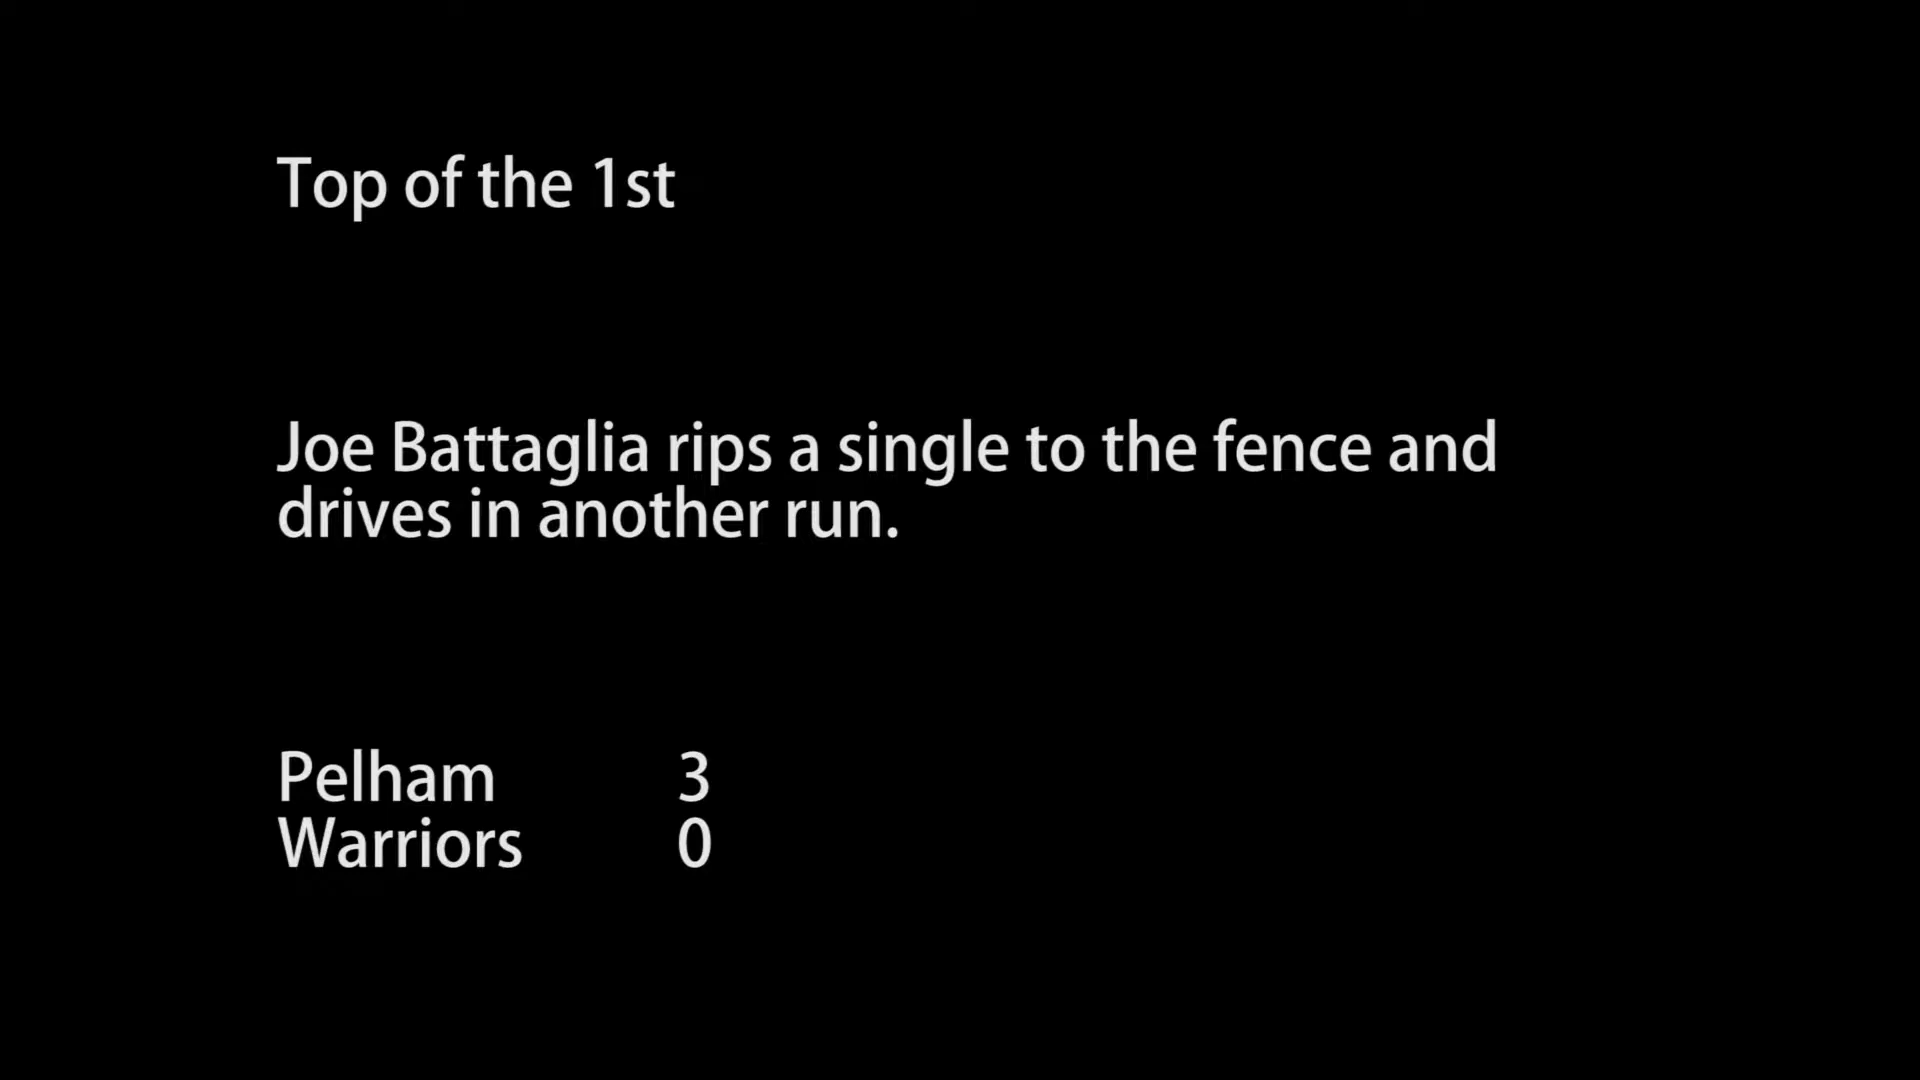 Top of the 1st
Joe Battaglia rips a single to the fence and
drives in another run.
Pelham 3
Warriors 0